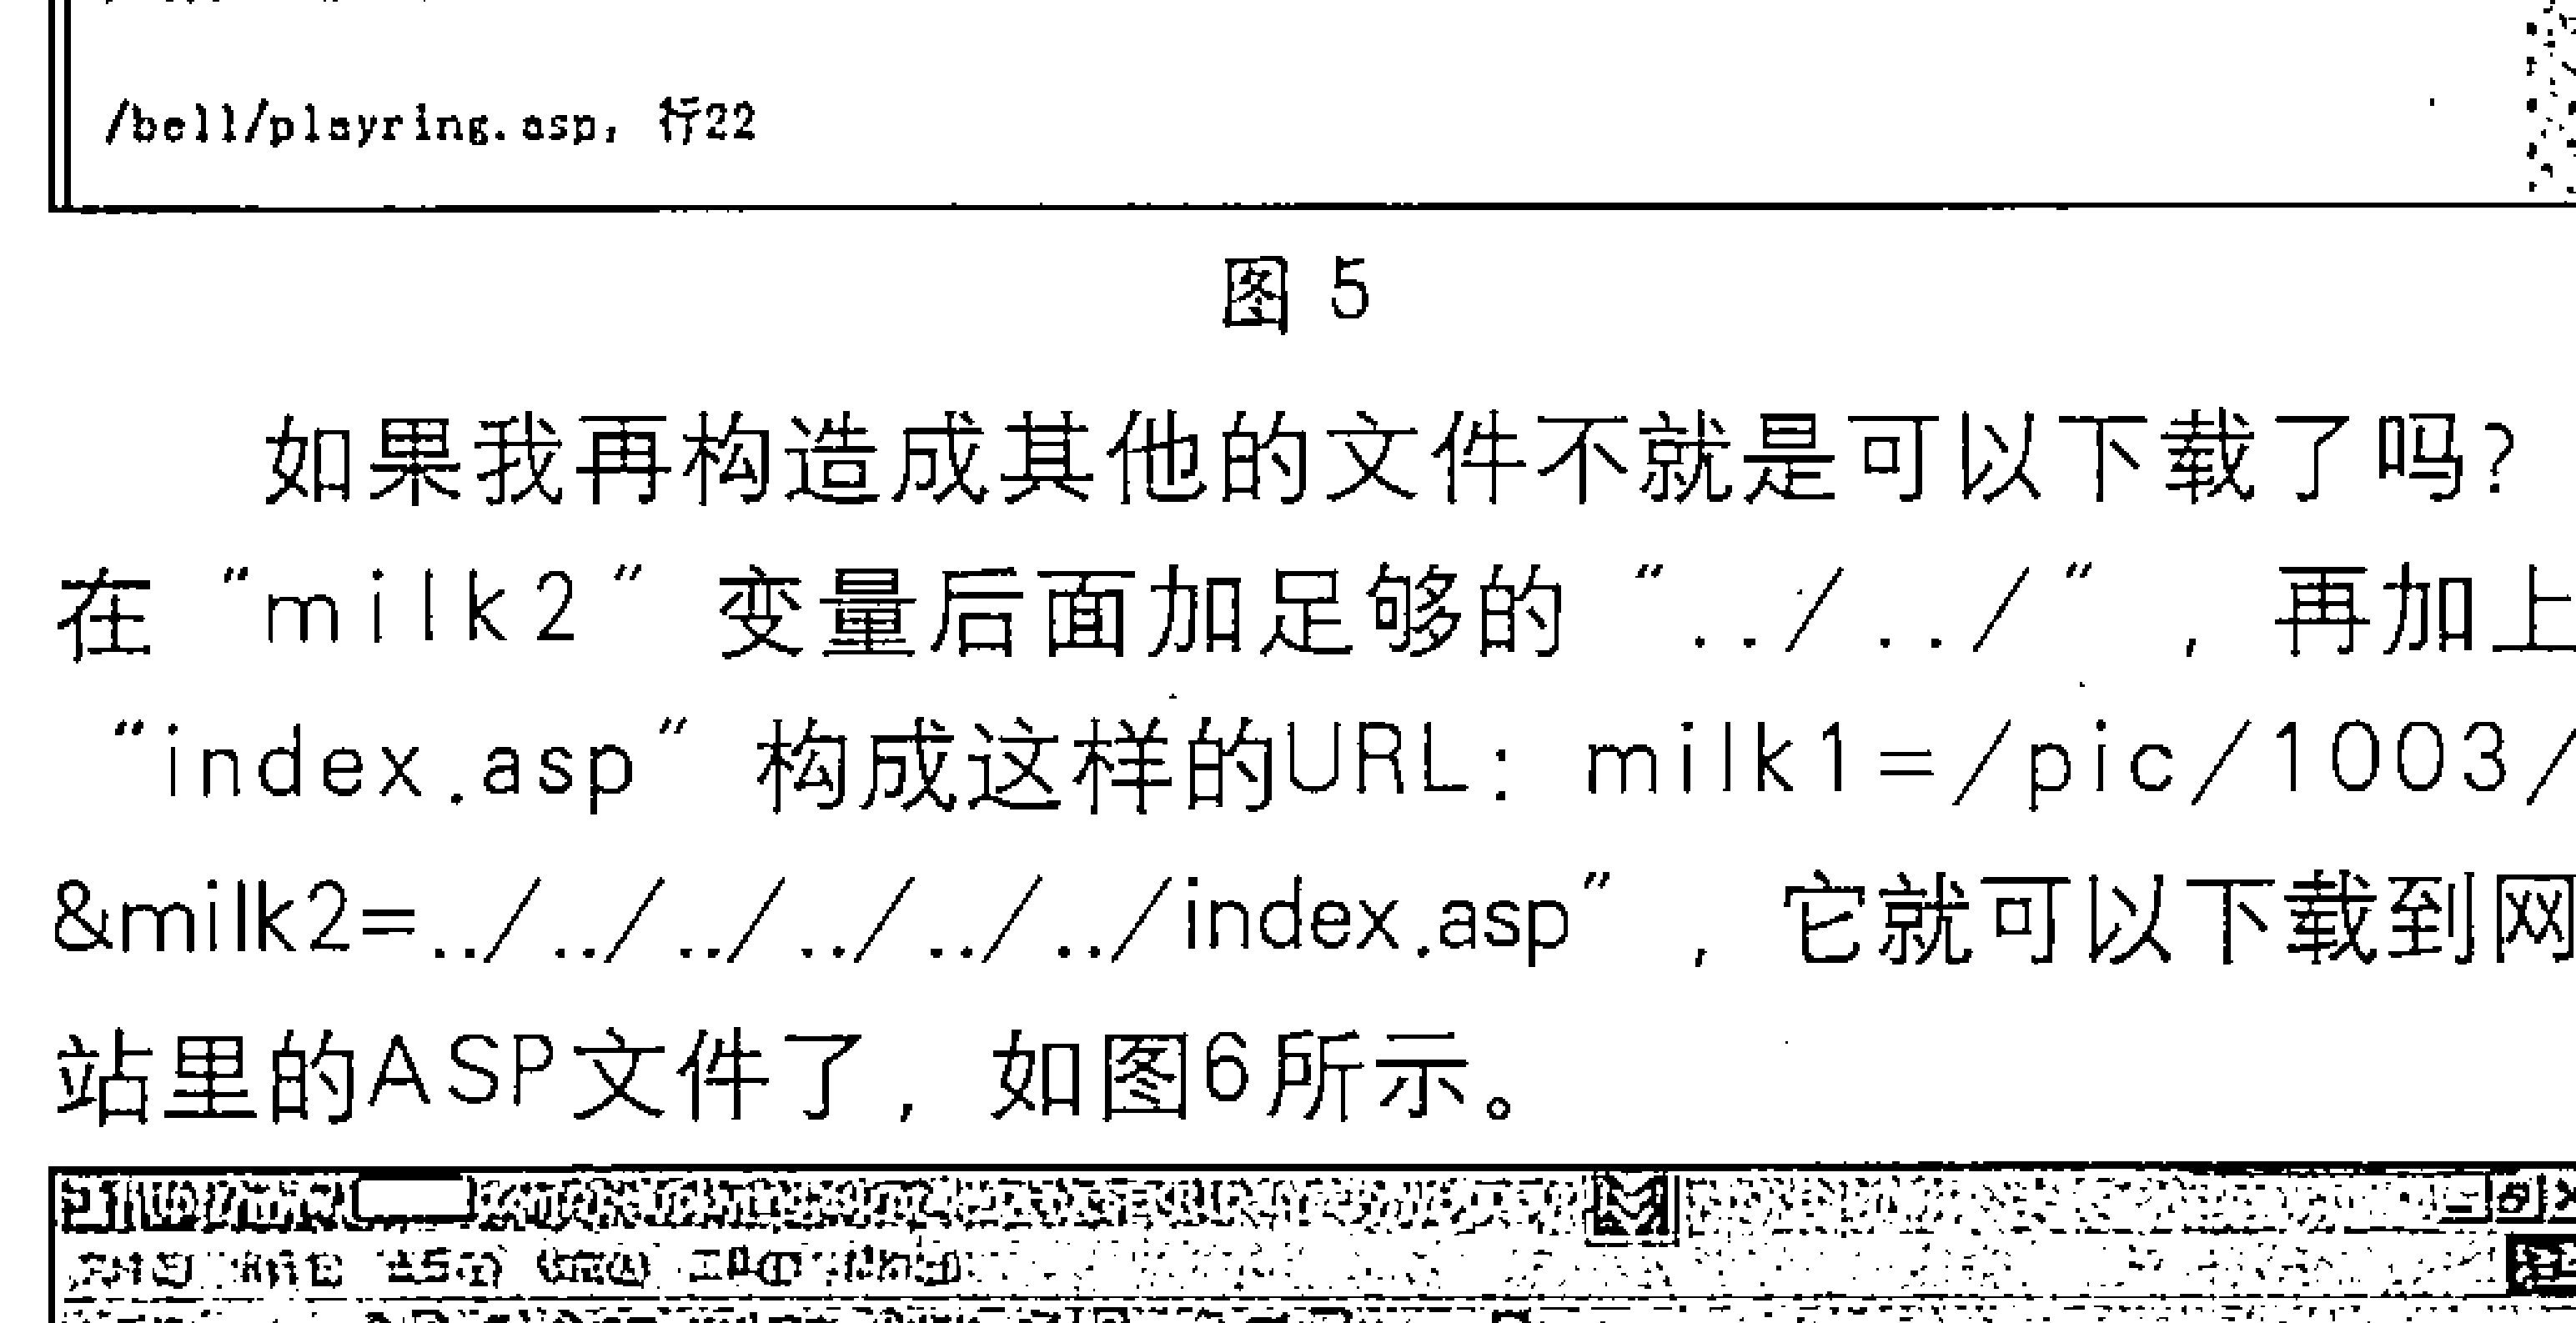 /bell/playring.asp, 行22
图 5
如果我再构造成其他的文件不就是可以下载了吗?
在 “milk2” 变量后面加足够的 “../../”, 再加上
“index.asp” 构成这样的URL: milk1=/pic/1003/
&milk2=../../../../../../index.asp”, 它就可以下载到网
站里的ASP文件了, 如图6所示。